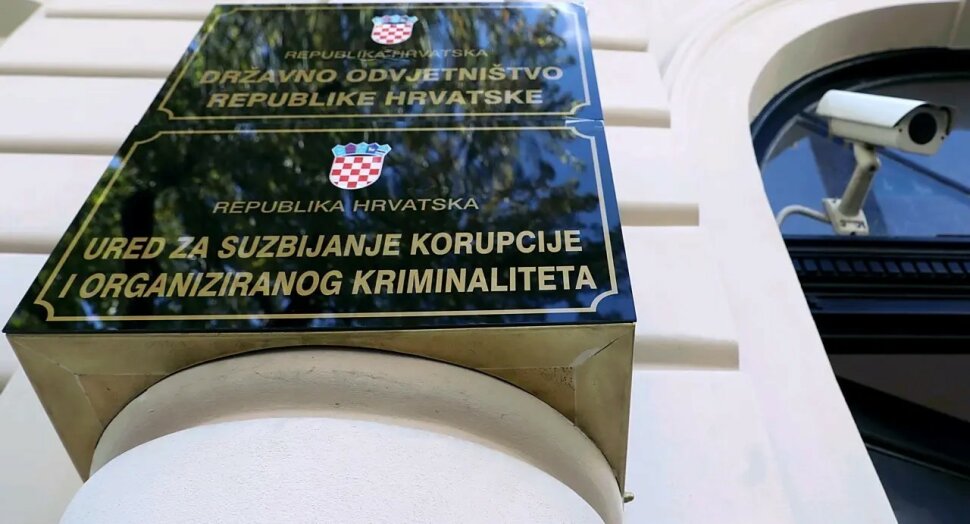 REPUBLIKA HRVATSKA
DRŽAVNO ODVJETNIŠTVO
REPUBLIKE HRVATSKE
REPUBLIKA HRVATSKA
URED ZA SUZBIJANJE KORUPCIJE
I ORGANIZIRANOG KRIMINALITETA